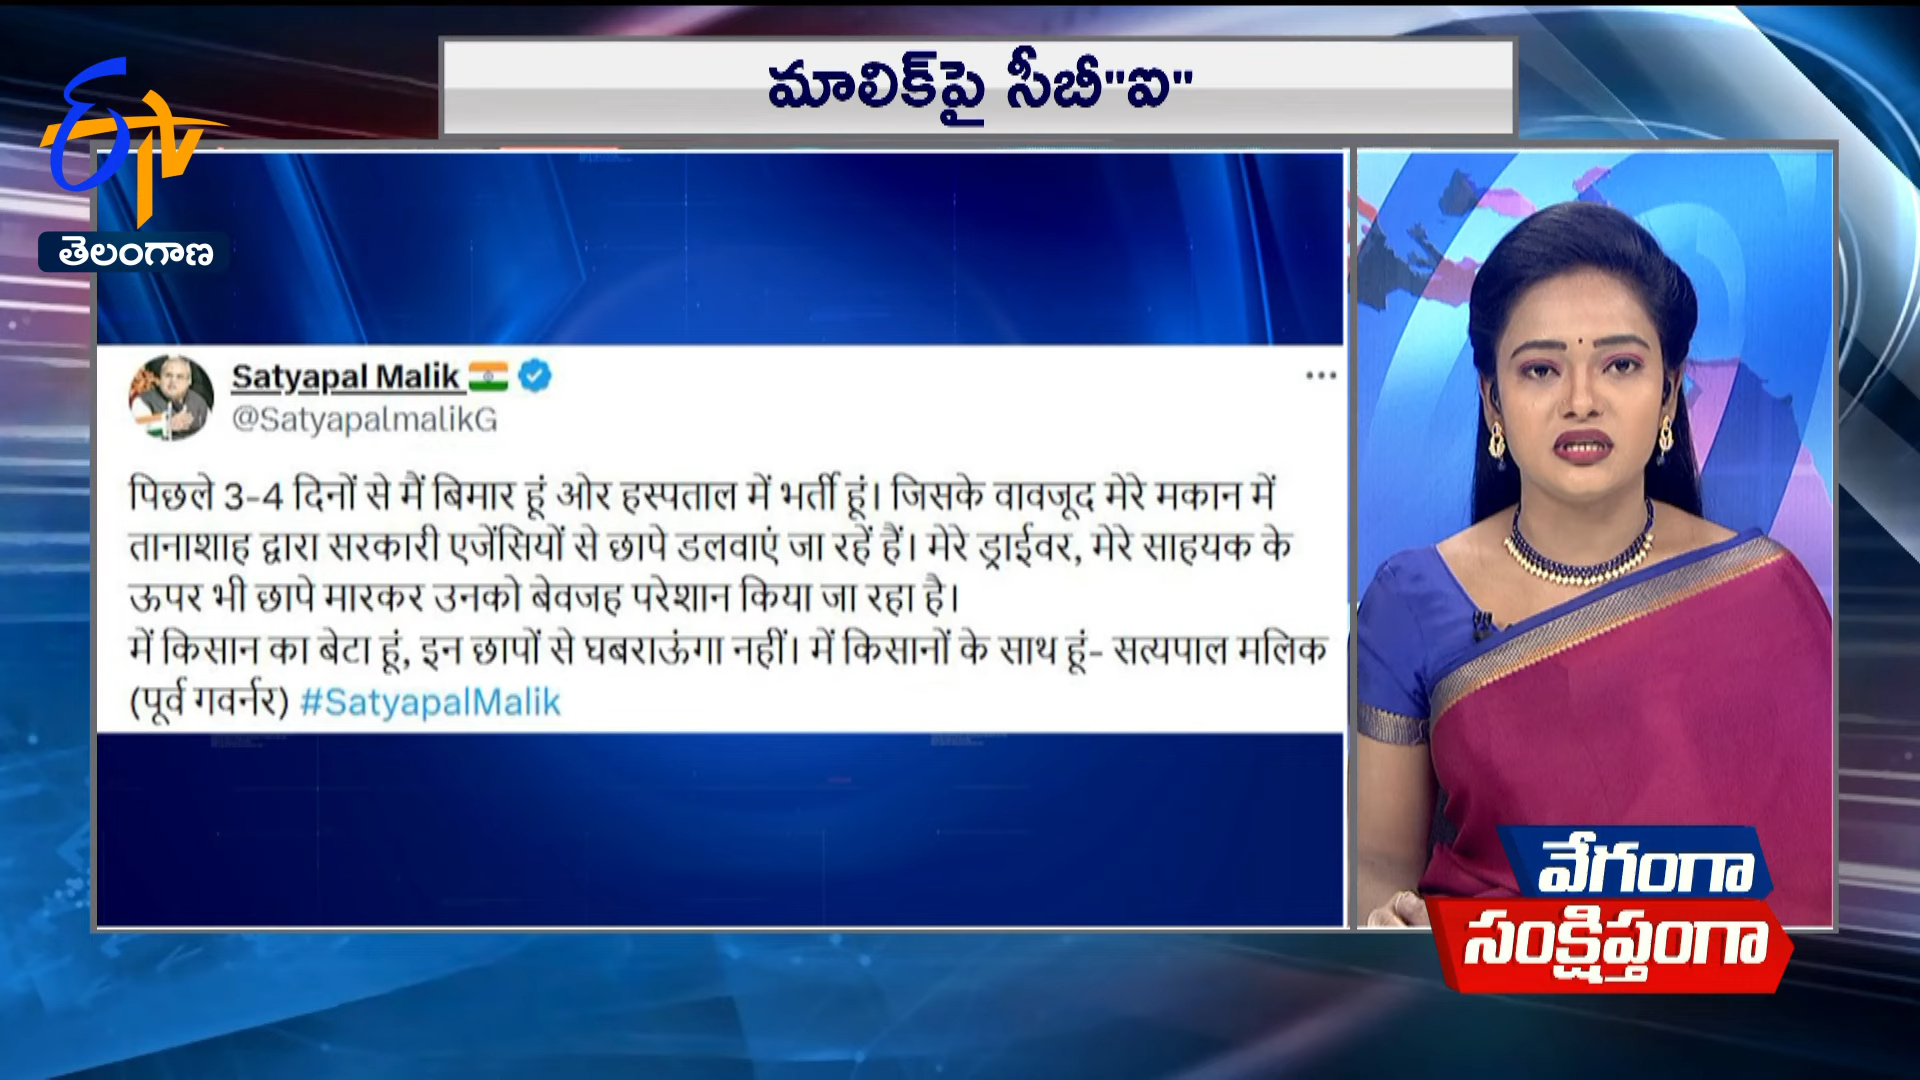 మాలిక్‌పై సీబీ"ఐ"
ETV
తెలంగాణ
Satyapal Malik
@SatyapalmalikG
पिछले 3-4 दिनों से मैं बिमार हूं ओर हस्पताल में भर्ती हूं। जिसके वावजूद मेरे मकान में
तानाशाह द्वारा सरकारी एजेंसियों से छापे डलवाएं जा रहें हैं। मेरे ड्राईवर, मेरे साहयक के
ऊपर भी छापे मारकर उनको बेवजह परेशान किया जा रहा है।
में किसान का बेटा हूं, इन छापों से घबराऊंगा नहीं। में किसानों के साथ हूं- सत्यपाल मलिक
(पूर्व गवर्नर) #SatyapalMalik
వేగంగా
సంక్షిప్తంగా